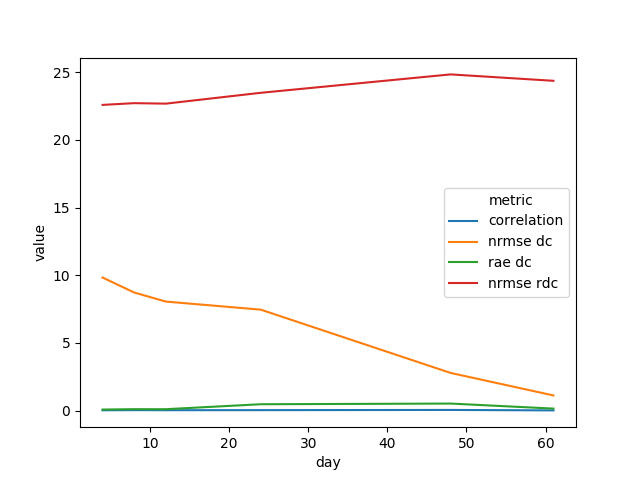 25
20
15
10
5
0
value
metric
correlation
nrmse dc
rae dc
nrmse rdc
10 20 30 40 50 60
day